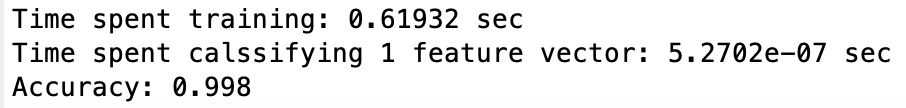 Time spent training: 0.61932 sec
Time spent calssifying 1 feature vector: 5.2702e-07 sec
Accuracy: 0.998